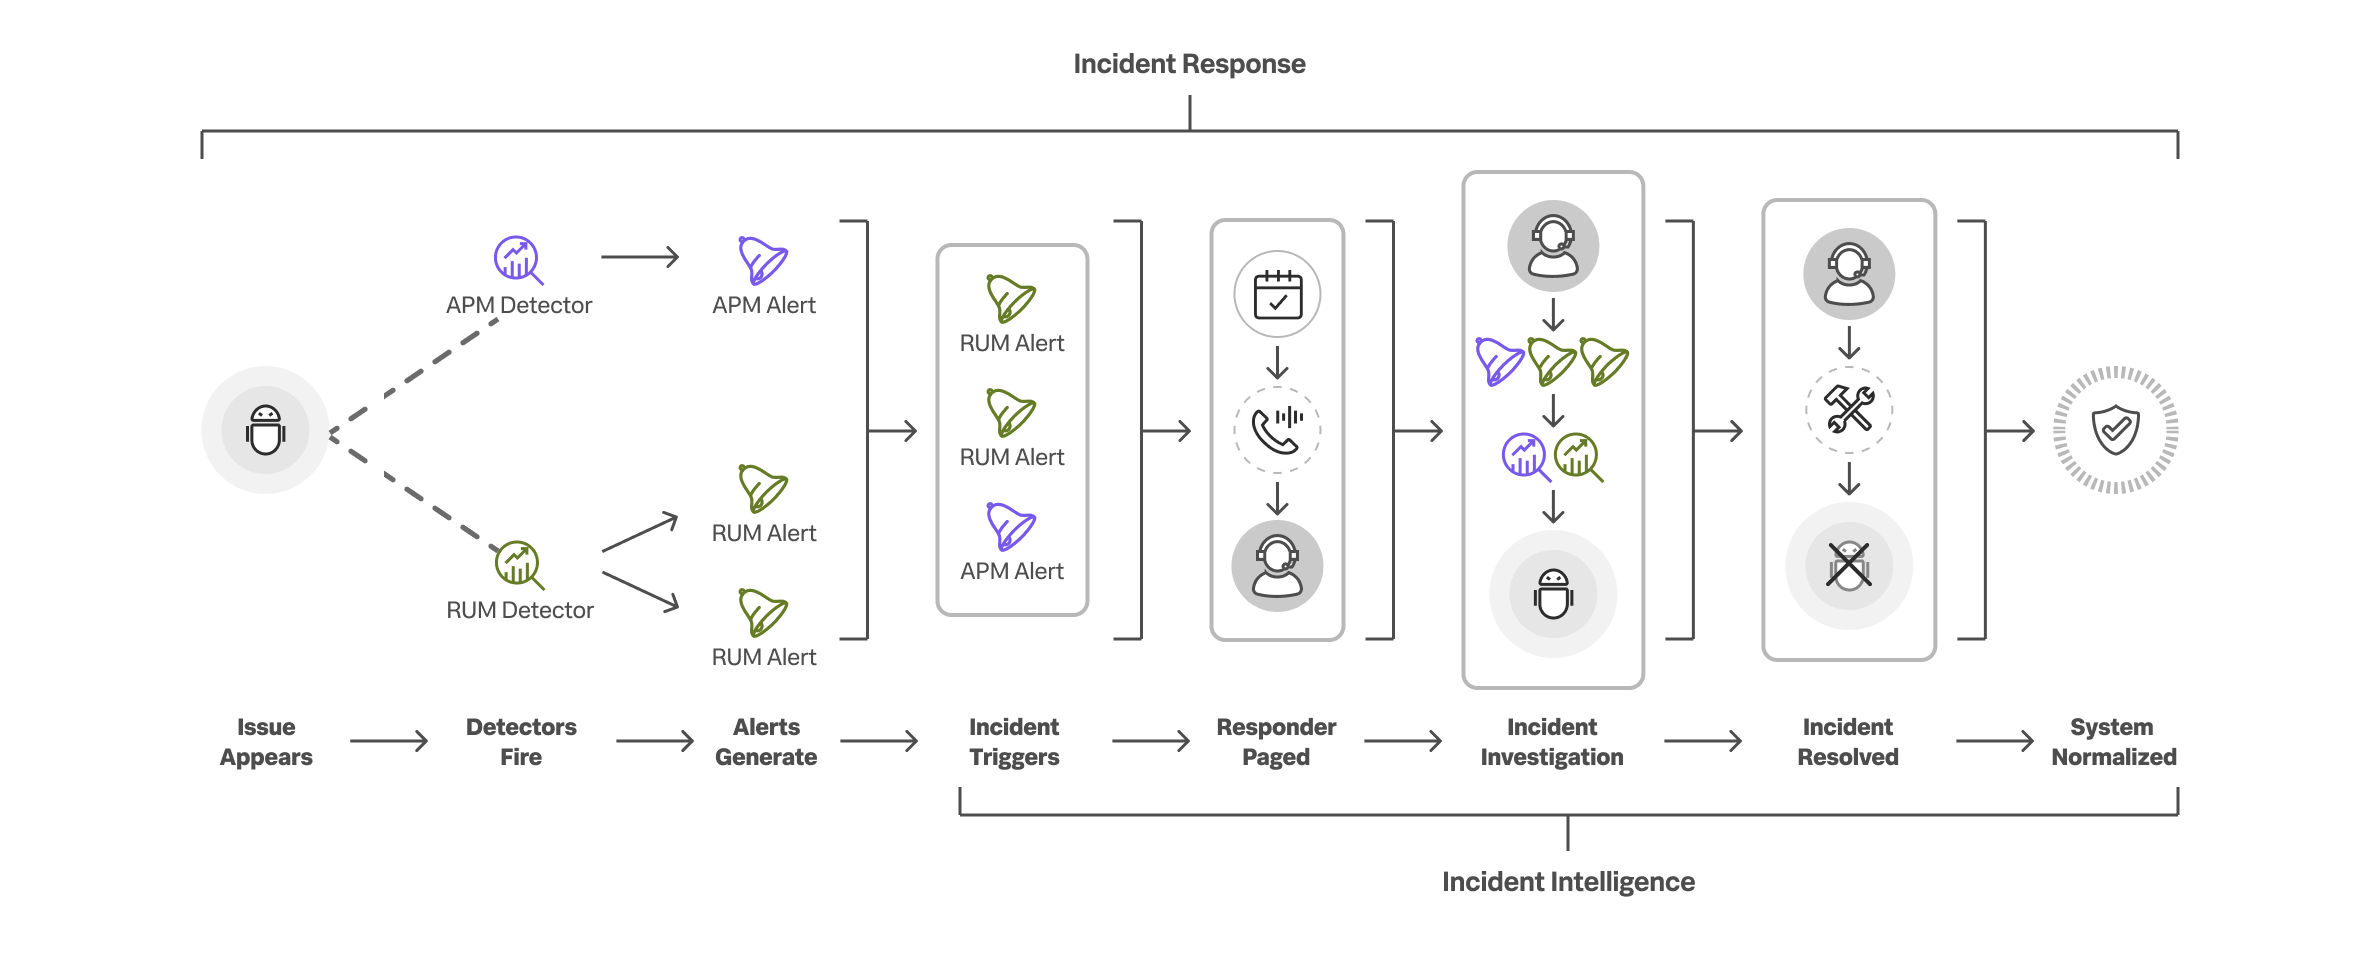 Incident Response
APM Detector
APM Alert
RUM Detector
RUM Alert
RUM Alert
RUM Alert
RUM Alert
APM Alert
Issue
Appears
Detectors
Fire
Alerts
Generate
Incident
Triggers
Responder
Paged
Incident
Investigation
Incident
Resolved
System
Normalized
Incident Intelligence